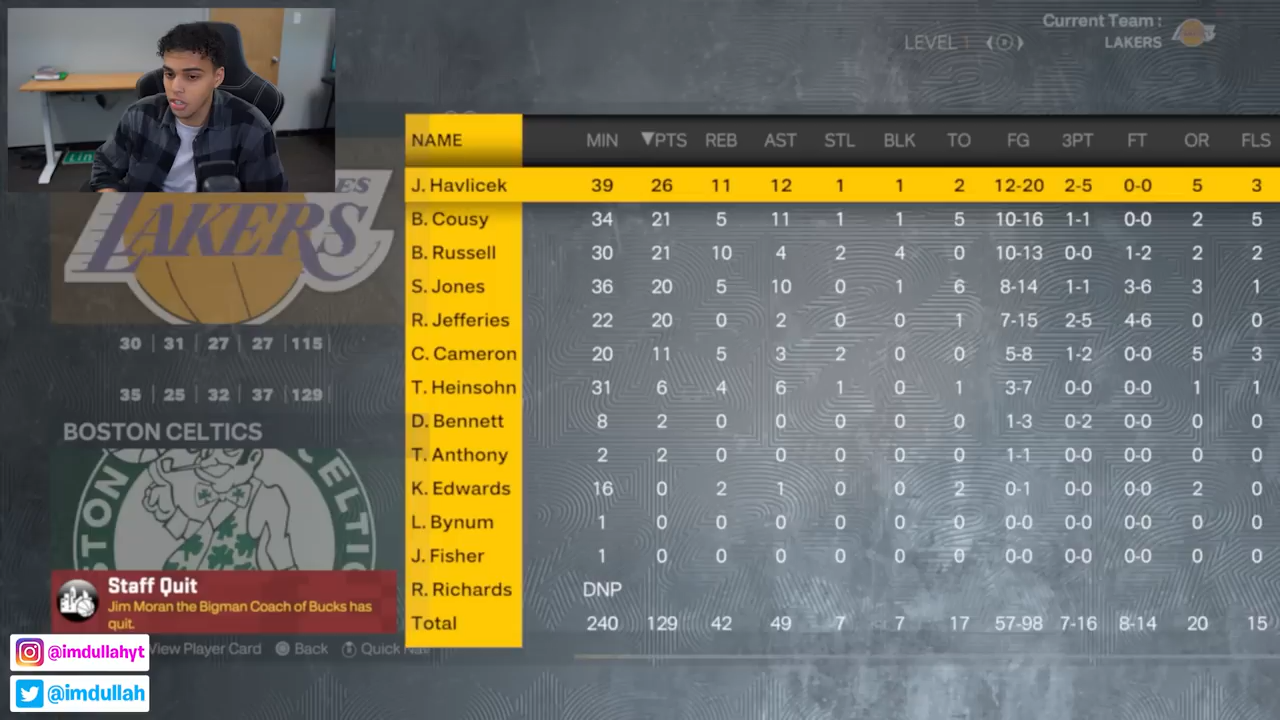 Current Team :
LEVEL 1 LAKERS
NAME MIN ▼PTS REB AST STL BLK TO FG 3PT FT OR FLS
J. Havlicek 39 26 11 12 1 1 2 12-20 2-5 0-0 5 3
B. Cousy 34 21 5 11 1 1 5 10-16 1-1 0-0 2 5
B. Russell 30 21 10 4 2 4 0 10-13 0-0 1-2 2 2
S. Jones 36 20 5 10 0 1 6 8-14 1-1 3-6 3 1
R. Jefferies 22 20 0 2 0 0 1 7-15 2-5 4-6 0 0
C. Cameron 20 11 5 3 2 0 0 5-8 1-2 0-0 5 3
T. Heinsohn 31 6 4 6 1 0 1 3-7 0-0 0-0 1 1
D. Bennett 8 2 0 0 0 0 0 1-3 0-2 0-0 0 0
T. Anthony 2 2 0 0 0 0 0 1-1 0-0 0-0 0 0
K. Edwards 16 0 2 1 0 0 2 0-1 0-0 0-0 2 0
L. Bynum 1 0 0 0 0 0 0 0-0 0-0 0-0 0 0
J. Fisher 1 0 0 0 0 0 0 0-0 0-0 0-0 0 0
R. Richards DNP
Total 240 129 42 49 7 7 17 57-98 7-16 8-14 20 15
LAKERS
30 | 31 | 27 | 27 | 115
35 | 25 | 32 | 37 | 129
BOSTON CELTICS
Staff Quit
Jim Moran the Bigman Coach of Bucks has
quit.
View Player Card Back Quick Nav
@imdullahyt
@imdullah